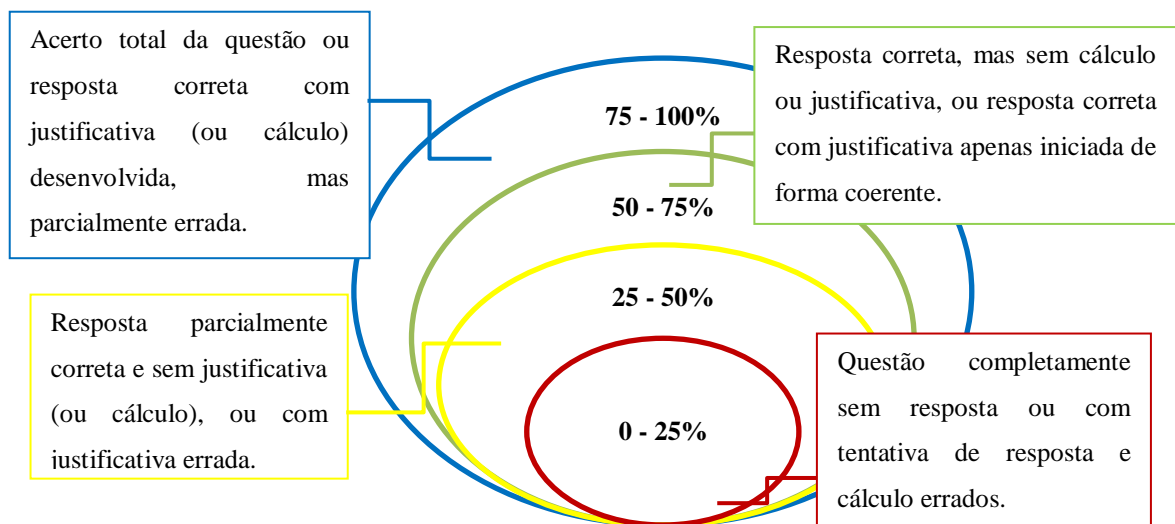 Acerto total da questão ou
resposta correta com
justificativa (ou cálculo)
desenvolvida, mas
parcialmente errada.
75 - 100%
Resposta correta, mas sem cálculo
ou justificativa, ou resposta correta
com justificativa apenas iniciada de
forma coerente.
50 - 75%
25 - 50%
Resposta parcialmente
correta e sem justificativa
(ou cálculo), ou com
justificativa errada.
0 - 25%
Questão completamente
sem resposta ou com
tentativa de resposta e
cálculo errados.